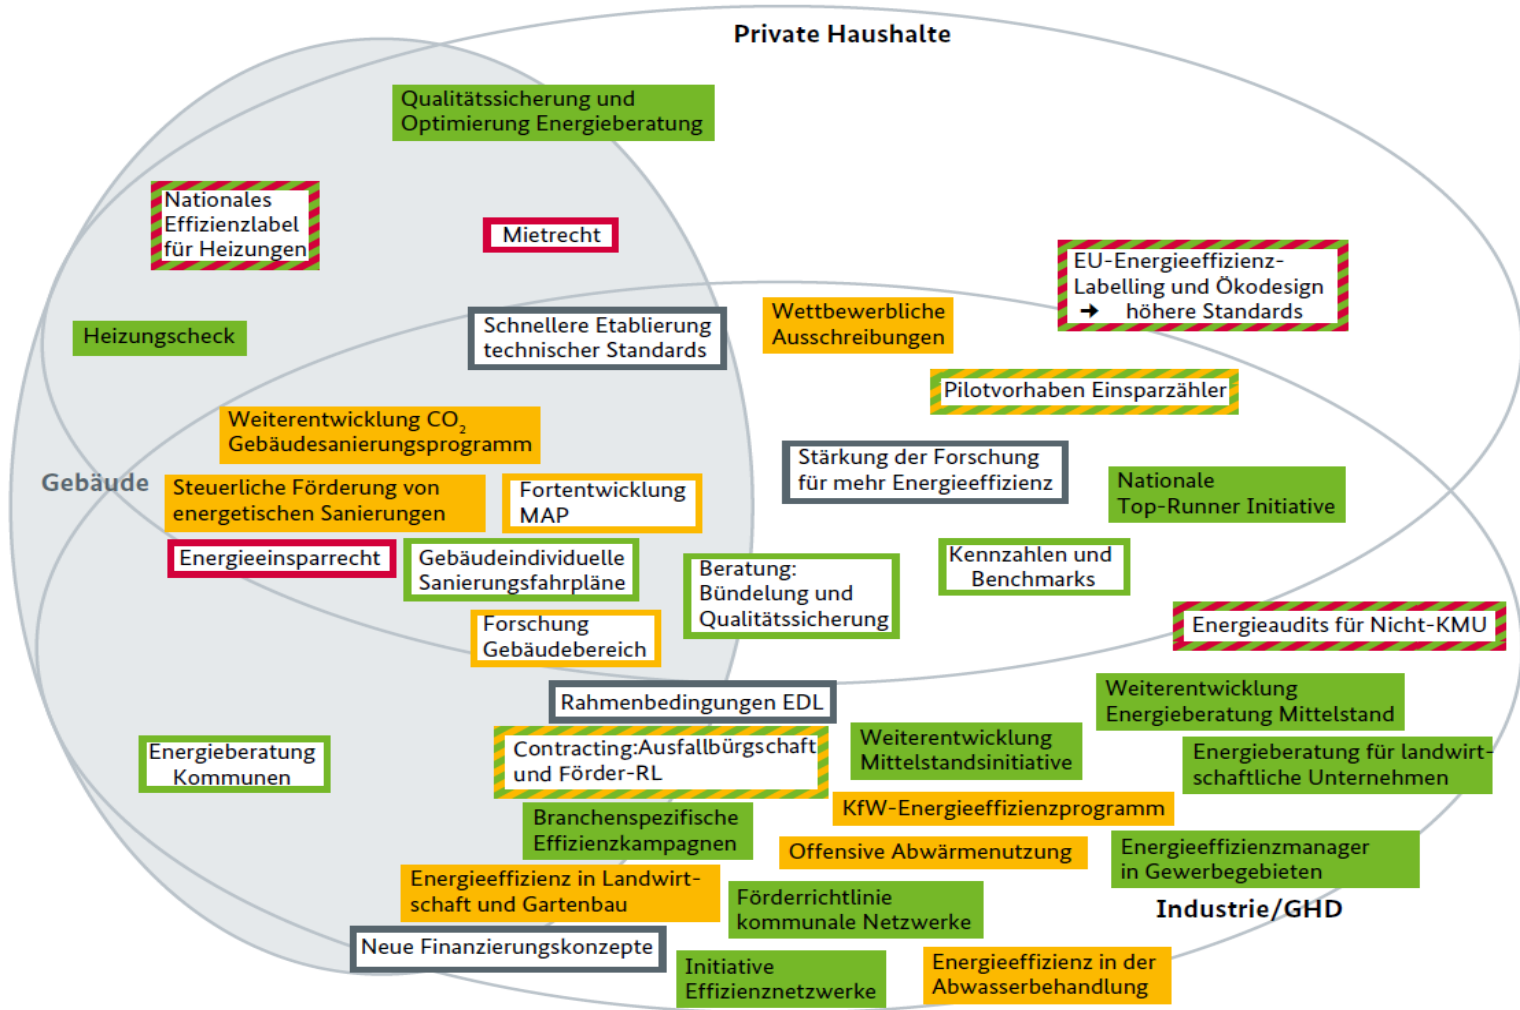 Private Haushalte
Qualitätssicherung und
Optimierung Energieberatung
Nationales
Effizienzlabel
für Heizungen
Mietrecht
EU-Energieeffizienz-
Labelling und Ökodesign
➔ höhere Standards
Heizungscheck
Schnellere Etablierung
technischer Standards
Wettbewerbliche
Ausschreibungen
Pilotvorhaben Einsparzähler
Weiterentwicklung CO₂
Gebäudesanierungsprogramm
Stärkung der Forschung
für mehr Energieeffizienz
Nationale
Top-Runner Initiative
Gebäude
Steuerliche Förderung von
energetischen Sanierungen
Fortentwicklung
MAP
Energieeinsparrecht
Gebäudeindividuelle
Sanierungsfahrpläne
Beratung:
Bündelung und
Qualitätssicherung
Kennzahlen und
Benchmarks
Forschung
Gebäudebereich
Energieaudits für Nicht-KMU
Rahmenbedingungen EDL
Weiterentwicklung
Energieberatung Mittelstand
Energieberatung
Kommunen
Contracting:Ausfallbürgschaft
und Förder-RL
Weiterentwicklung
Mittelstandsinitiative
Energieberatung für landwirt-
schaftliche Unternehmen
Branchenspezifische
Effizienzkampagnen
KfW-Energieeffizienzprogramm
Offensive Abwärmenutzung
Energieeffizienzmanager
in Gewerbegebieten
Energieeffizienz in Landwirt-
schaft und Gartenbau
Förderrichtlinie
kommunale Netzwerke
Industrie/GHD
Neue Finanzierungskonzepte
Initiative
Effizienznetzwerke
Energieeffizienz in der
Abwasserbehandlung